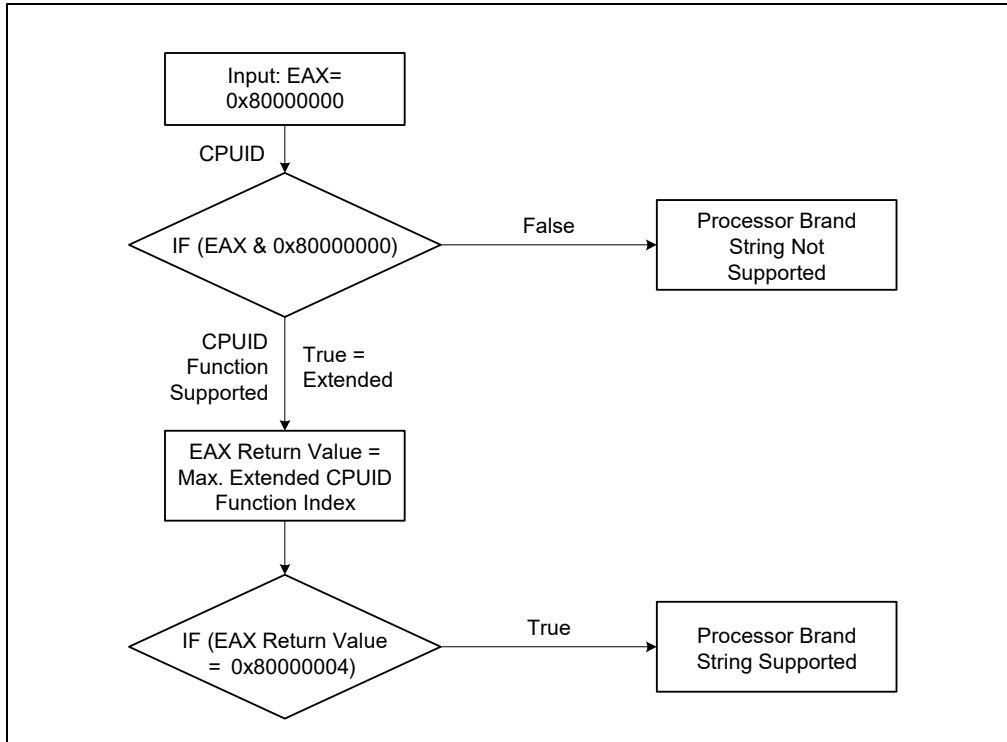 Input: EAX=
0x80000000
CPUID
IF (EAX & 0x80000000)
False
Processor Brand
String Not
Supported
CPUID
Function
Supported
True =
Extended
EAX Return Value =
Max. Extended CPUID
Function Index
IF (EAX Return Value
= 0x80000004)
True
Processor Brand
String Supported